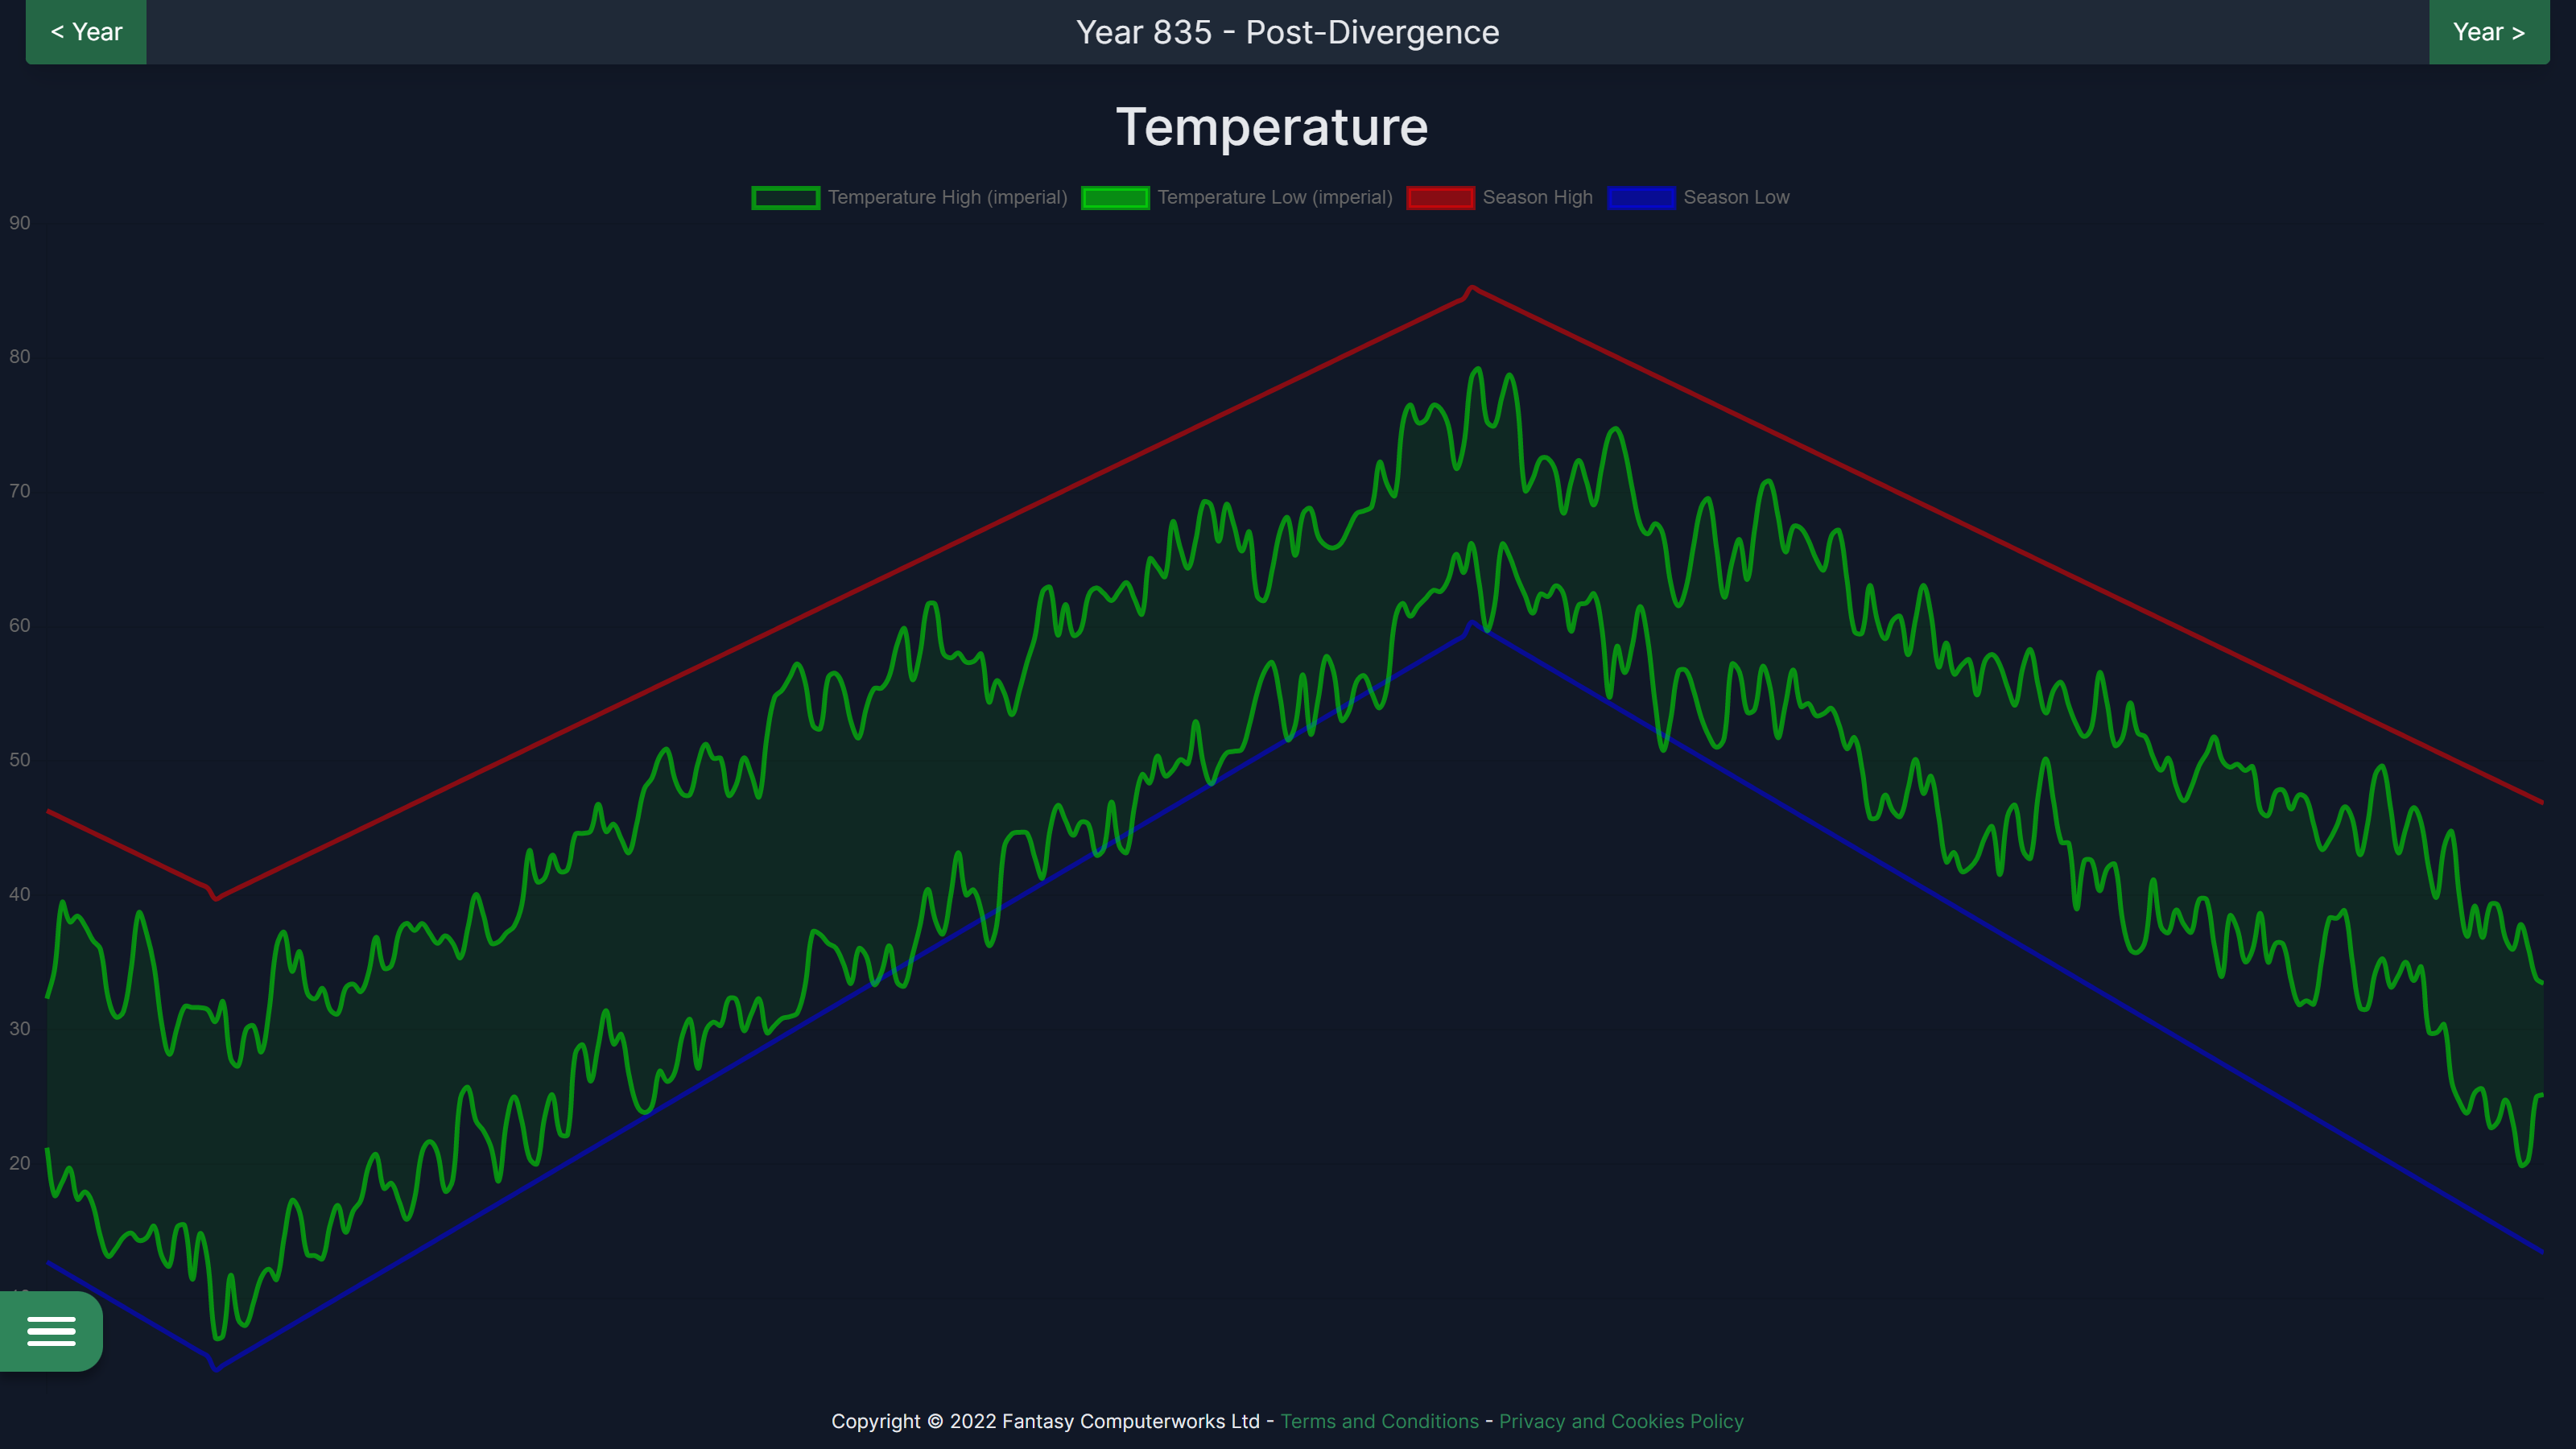 < Year
Year 835 - Post-Divergence
Year >
Temperature
Temperature High (imperial) Temperature Low (imperial) Season High Season Low
90
80
70
60
50
40
30
20
Copyright © 2022 Fantasy Computerworks Ltd - Terms and Conditions - Privacy and Cookies Policy